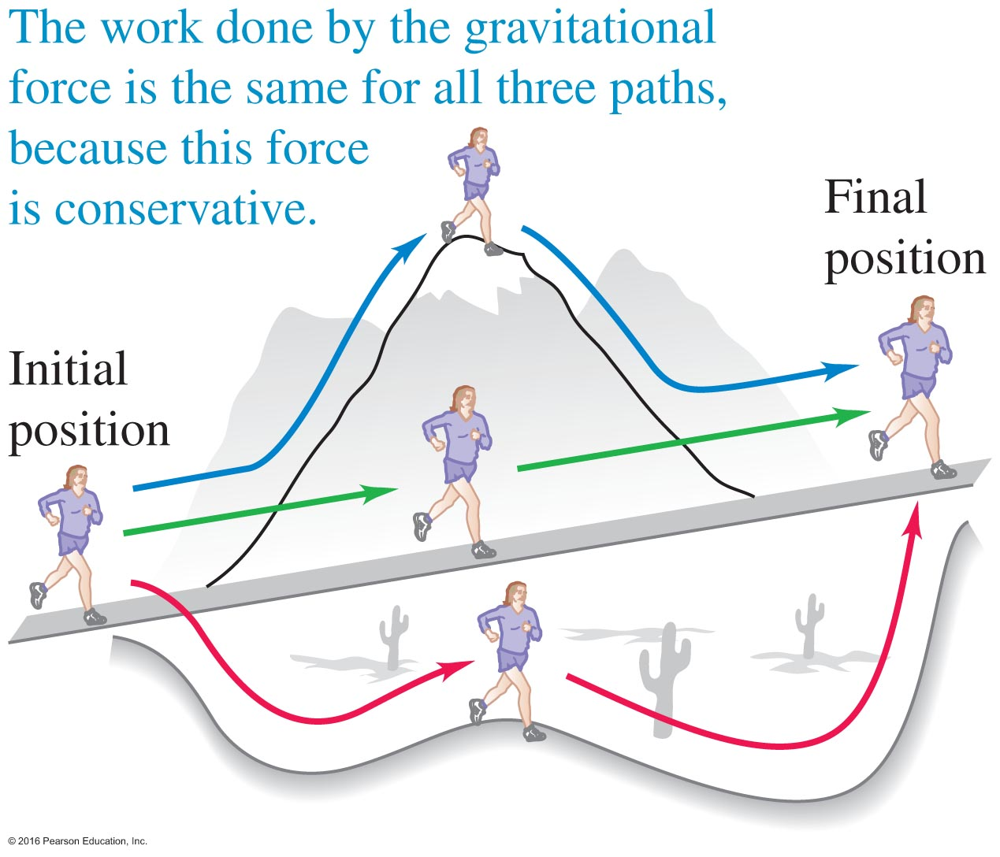 The work done by the gravitational
force is the same for all three paths,
because this force
is conservative.
Final
position
Initial
position
© 2016 Pearson Education, Inc.